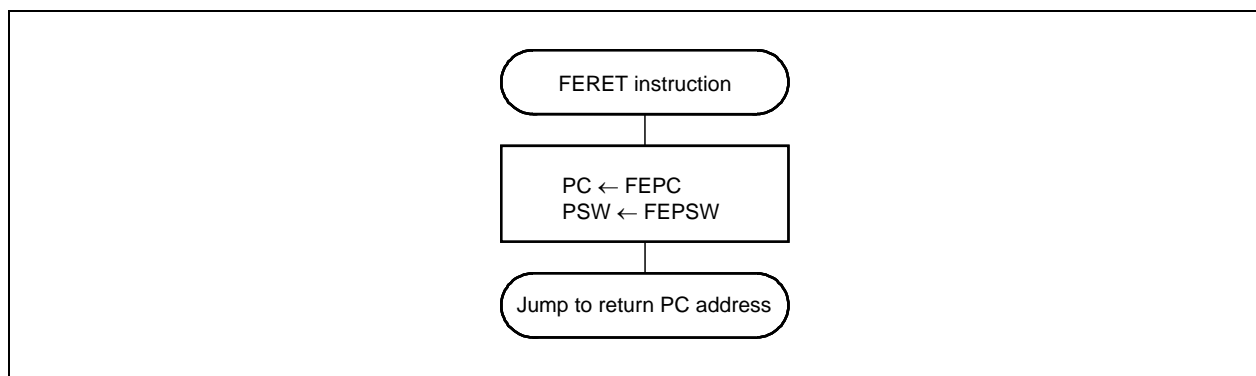 FERET instruction
PC ← FEPC
PSW ← FEPSW
Jump to return PC address